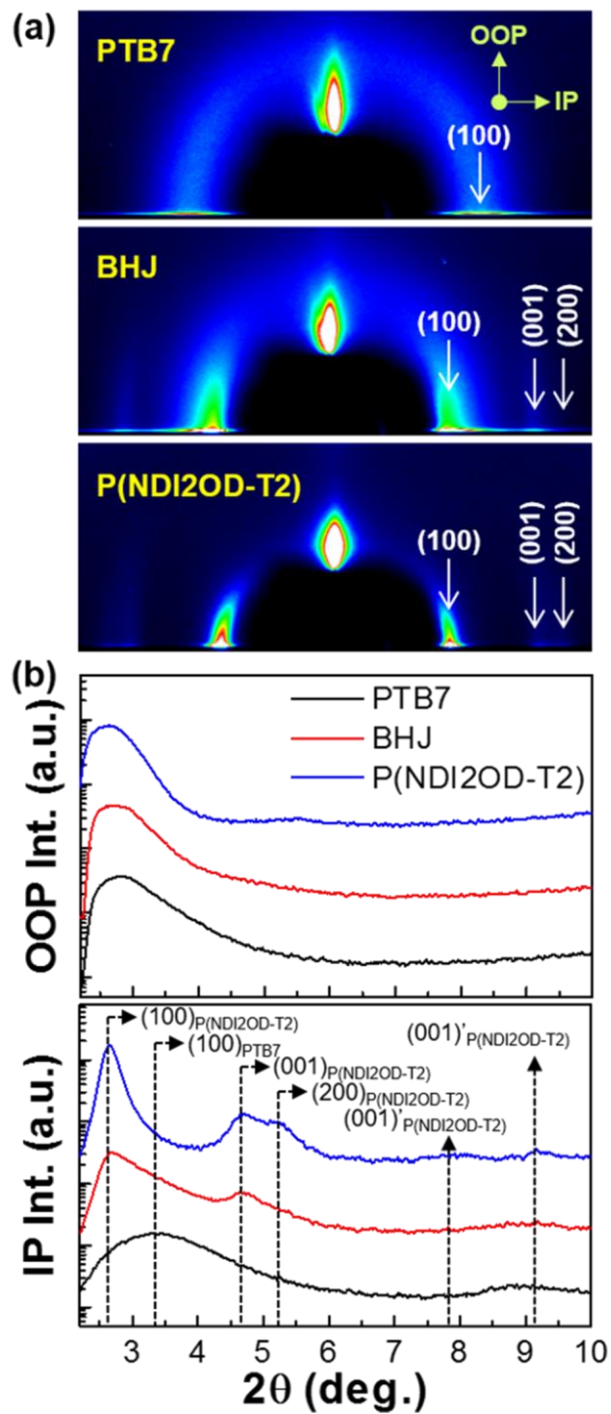 (a)
PTB7
OOP
IP
(100)
BHJ
(100)
(001)
(200)
P(NDI2OD-T2)
(100)
(001)
(200)
(b)
OOP Int. (a.u.)
PTB7
BHJ
P(NDI2OD-T2)
IP Int. (a.u.)
(100)P(NDI2OD-T2)
(100)PTB7
(001)P(NDI2OD-T2)
(200)P(NDI2OD-T2)
(001)'P(NDI2OD-T2)
(001)'P(NDI2OD-T2)
3 4 5 6 7 8 9 10
2θ (deg.)